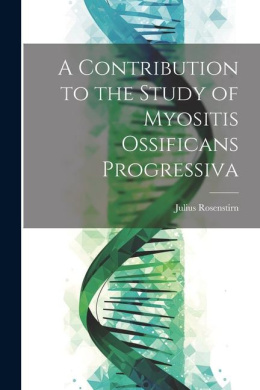 A Contribution
to the Study of
Myositis
Ossificans
Progressiva
Julius Rosenstirn